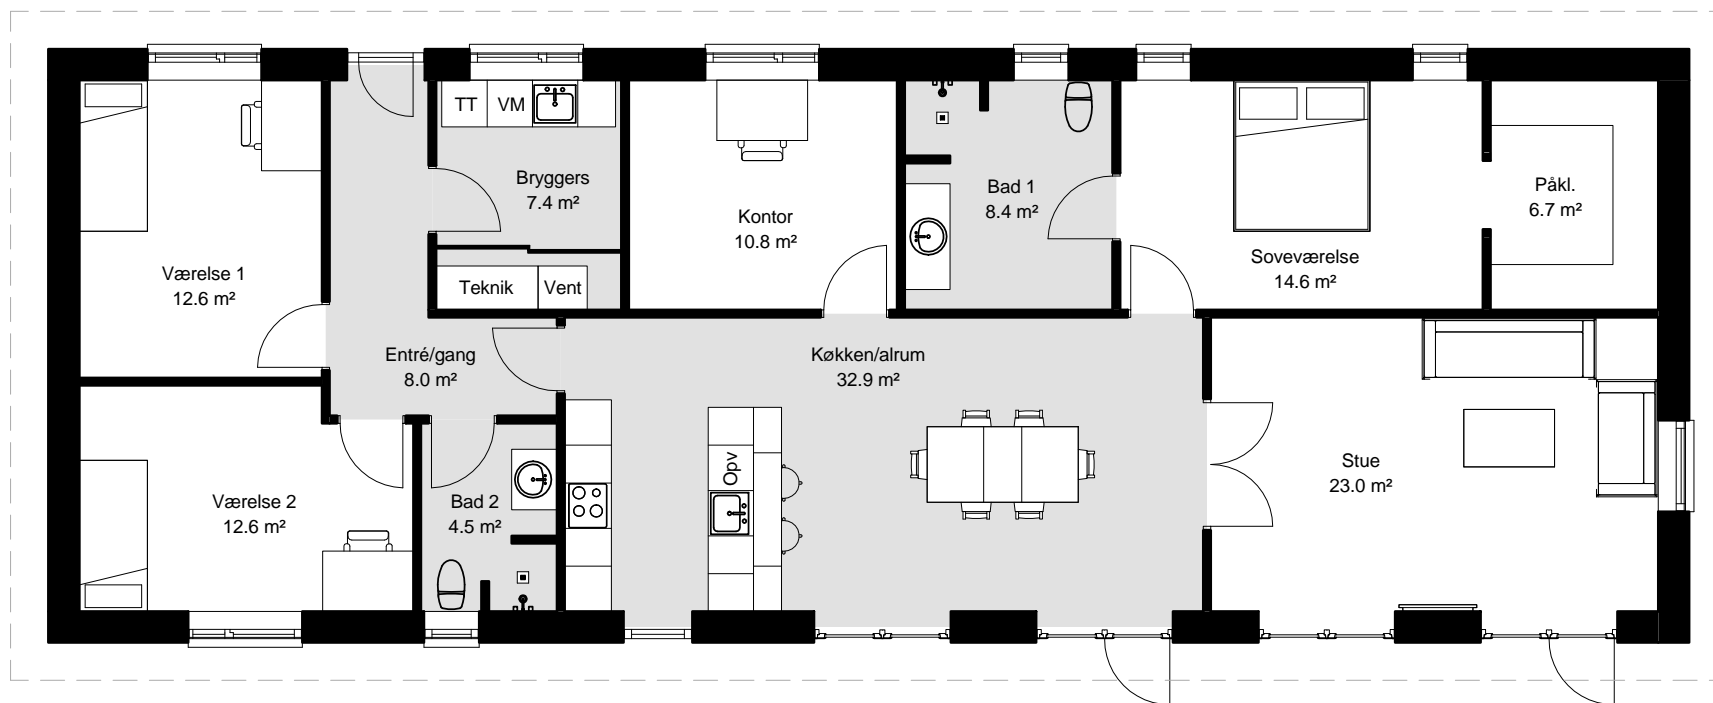 TT
VM
Bryggers
7.4 m²
Kontor
10.8 m²
Bad 1
8.4 m²
Påkl.
6.7 m²
Soveværelse
14.6 m²
Værelse 1
12.6 m²
Teknik
Vent
Entré/gang
8.0 m²
Køkken/alrum
32.9 m²
Værelse 2
12.6 m²
Bad 2
4.5 m²
Opv
Stue
23.0 m²